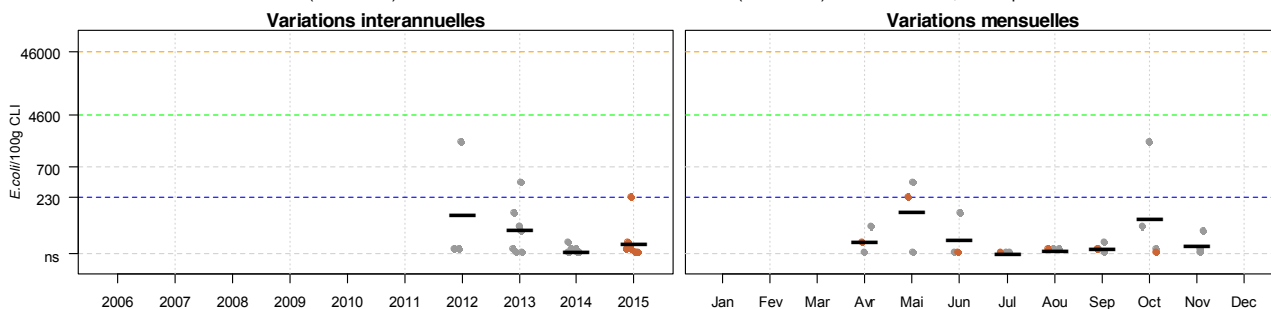 Variations interannuelles
Variations mensuelles
E.coli/100g CLI
46000
4600
700
230
ns
2006 2007 2008 2009 2010 2011 2012 2013 2014 2015
Jan Fev Mar Avr Mai Jun Jul Aou Sep Oct Nov Dec